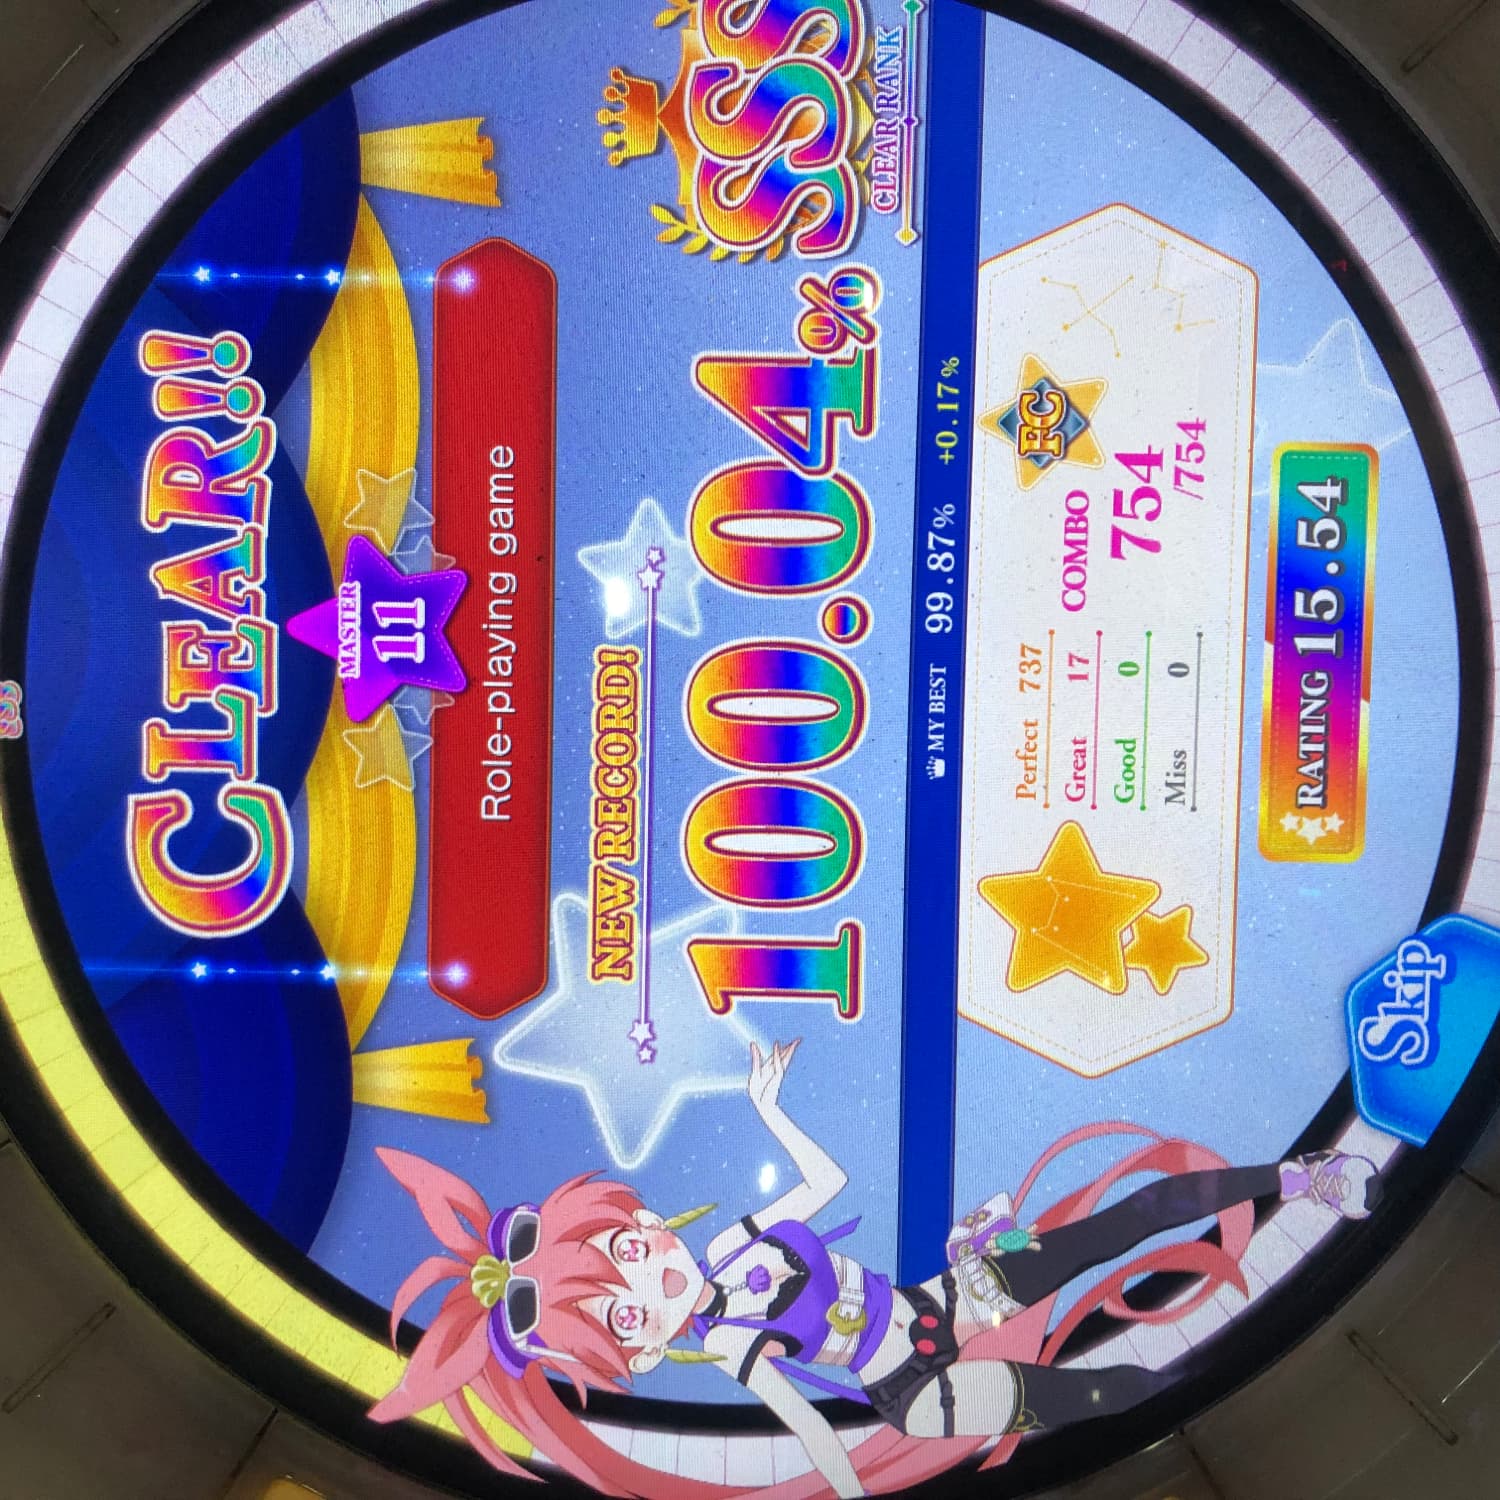 SSS
CLEAR!!
MASTER
11
Role-playing game
NEW RECORD!
100.04%
SSS
CLEAR RANK
MY BEST 99.87% +0.17%
Perfect 737
Great 17
Good 0
Miss 0
FC
COMBO
754
/754
RATING 15.54
Skip